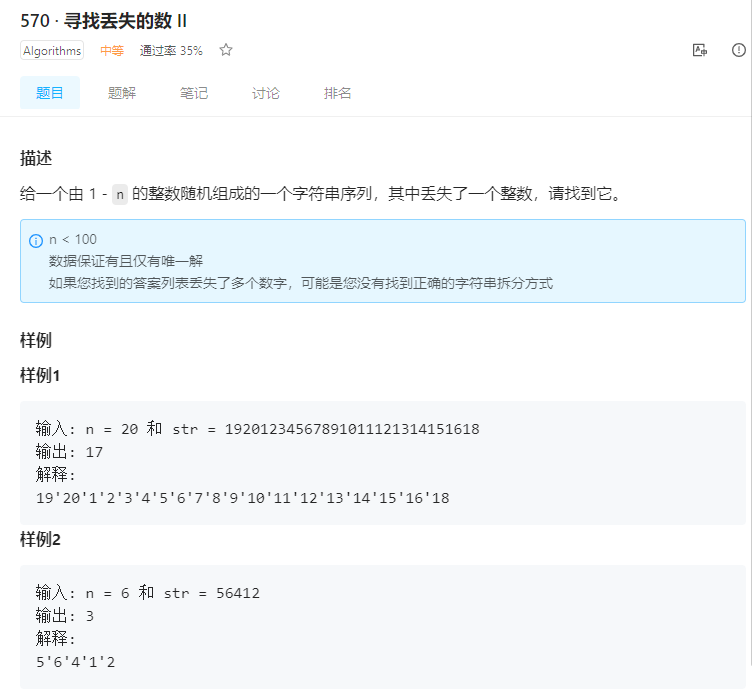 570 · 寻找丢失的数 II
Algorithms 中等 通过率 35%
题目 题解 笔记 讨论 排名
描述
给一个由 1 - n 的整数随机组成的一个字符串序列，其中丢失了一个整数，请找到它。
n < 100
数据保证有且仅有唯一解
如果您找到的答案列表丢失了多个数字，可能是您没有找到正确的字符串拆分方式
样例
样例1
输入: n = 20 和 str = 19201234567891011121314151618
输出: 17
解释:
19'20'1'2'3'4'5'6'7'8'9'10'11'12'13'14'15'16'18
样例2
输入: n = 6 和 str = 56412
输出: 3
解释:
5'6'4'1'2